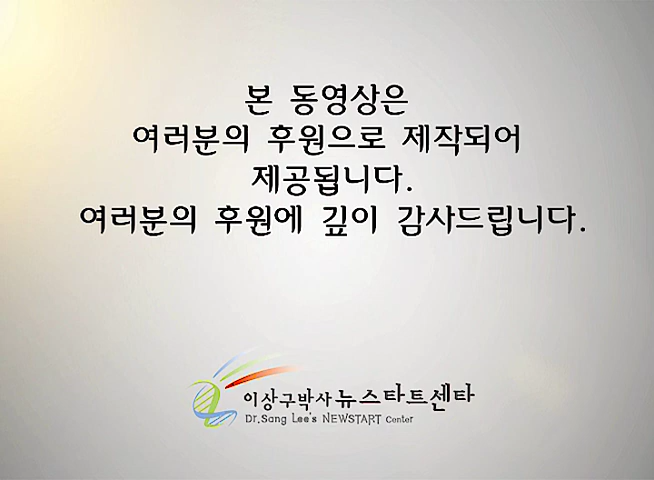 본 동영상은
여러분의 후원으로 제작되어
제공됩니다.
여러분의 후원에 깊이 감사드립니다.
이상구박사 뉴스타트센타
Dr.Sang Lee's NEWSTART Center